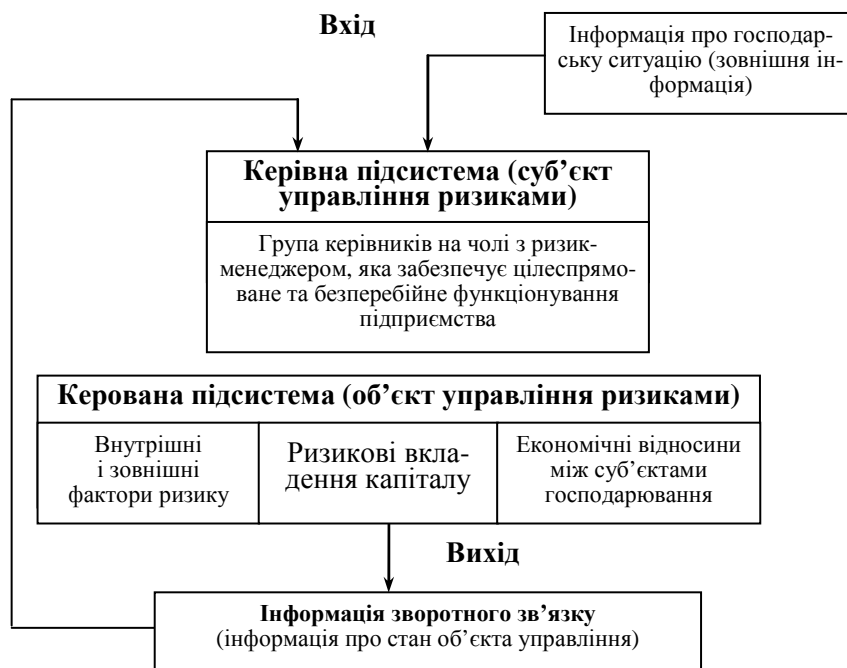 Вхід
Інформація про господар-
ську ситуацію (зовнішня ін-
формація)
Керівна підсистема (суб’єкт
управління ризиками)
Група керівників на чолі з ризик-
менеджером, яка забезпечує цілеспрямо-
ване та безперебійне функціонування
підприємства
Керована підсистема (об’єкт управління ризиками)
Внутрішні
і зовнішні
фактори ризику
Ризикові вкла-
дення капіталу
Економічні відносини
між суб’єктами
господарювання
Вихід
Інформація зворотного зв’язку
(інформація про стан об’єкта управління)